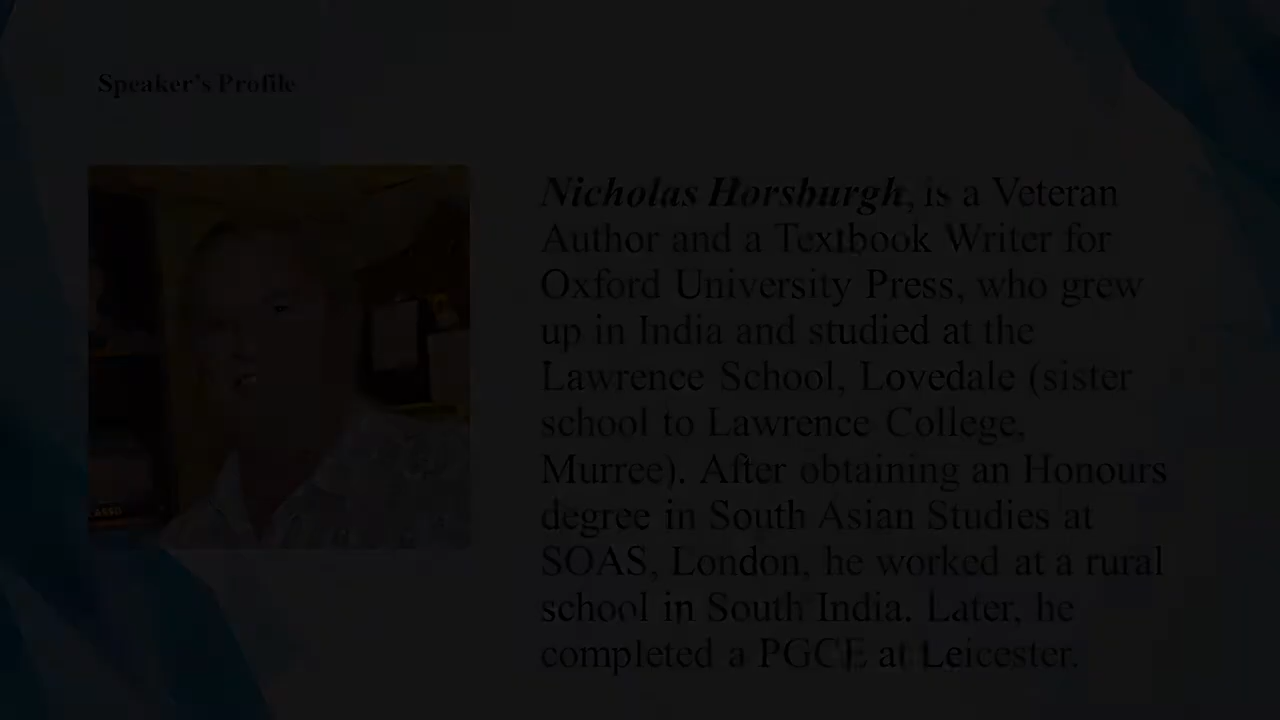 Speaker's Profile
Nicholas Horsburgh, is a Veteran
Author and a Textbook Writer for
Oxford University Press, who grew
up in India and studied at the
Lawrence School, Lovedale (sister
school to Lawrence College,
Murree). After obtaining an Honours
degree in South Asian Studies at
SOAS, London, he worked at a rural
school in South India. Later, he
completed a PGCE at Leicester.
ASSO